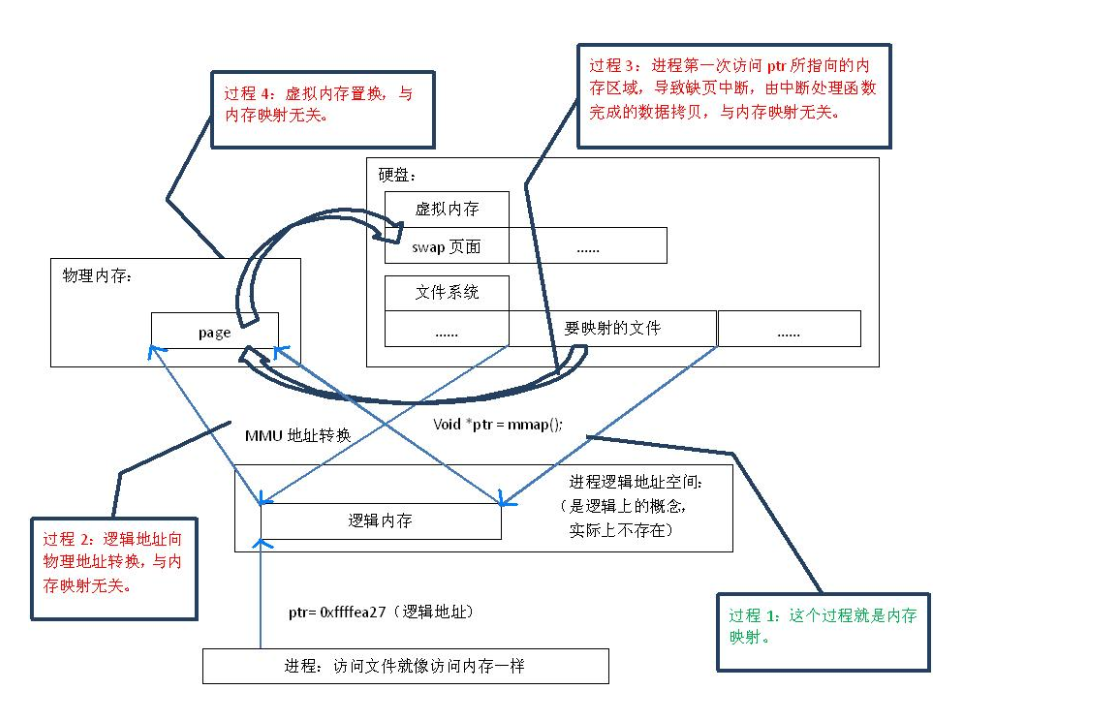 过程 3：进程第一次访问 ptr 所指向的内
存区域，导致缺页中断，由中断处理函数
完成的数据拷贝，与内存映射无关。
过程 4：虚拟内存置换，与
内存映射无关。
硬盘：
虚拟内存
swap 页面
......
物理内存：
文件系统
page
......
要映射的文件
......
MMU 地址转换
Void *ptr = mmap();
进程逻辑地址空间：
（是逻辑上的概念，
实际上不存在）
逻辑内存
过程 2：逻辑地址向
物理地址转换，与内
存映射无关。
ptr= 0xffffea27（逻辑地址）
过程 1：这个过程就是内存
映射。
进程：访问文件就像访问内存一样